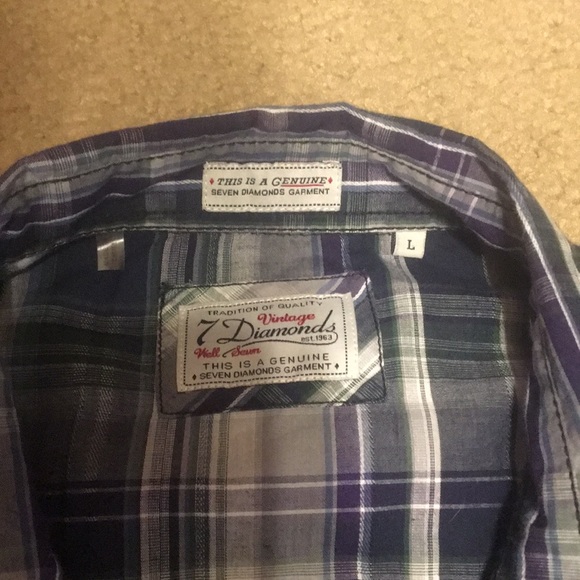 THIS IS A GENUINE
SEVEN DIAMONDS GARMENT
L
TRADITION OF QUALITY
Vintage
7 Diamonds
est.1963
Well Sewn
THIS IS A GENUINE
SEVEN DIAMONDS GARMENT